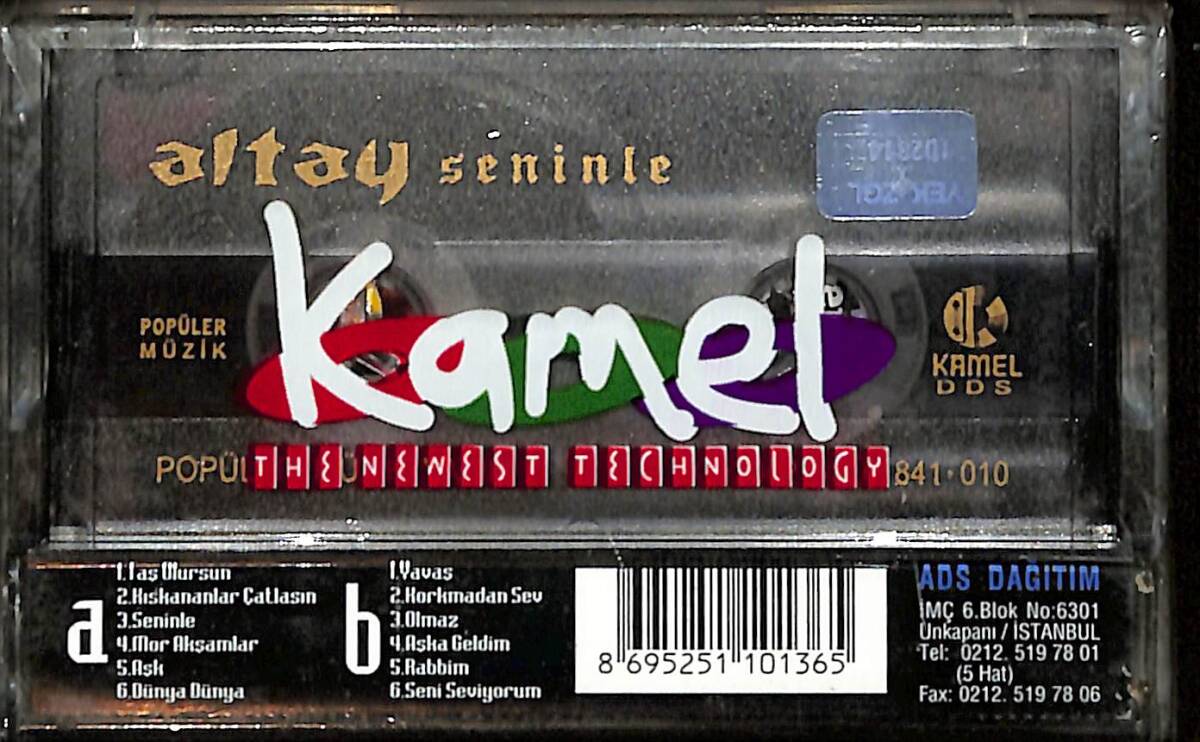 altay seninle
POPÜLER
MÜZİK
Kamel
KAMEL
DDS
THE NEWEST TECHNOLOGY
841·010
a
1.Taş Olursun
2.Kıskananlar Çatlasın
3.Seninle
4.Mor Akşamlar
5.Aşk
6.Dünya Dünya
b
1.Yavaş
2.Korkmadan Sev
3.Olmaz
4.Aşka Geldim
5.Rabbim
6.Seni Seviyorum
8 695251 101365
ADS DAĞITIM
İMÇ 6.Blok No:6301
Unkapanı / İSTANBUL
Tel: 0212. 519 78 01
(5 Hat)
Fax: 0212. 519 78 06